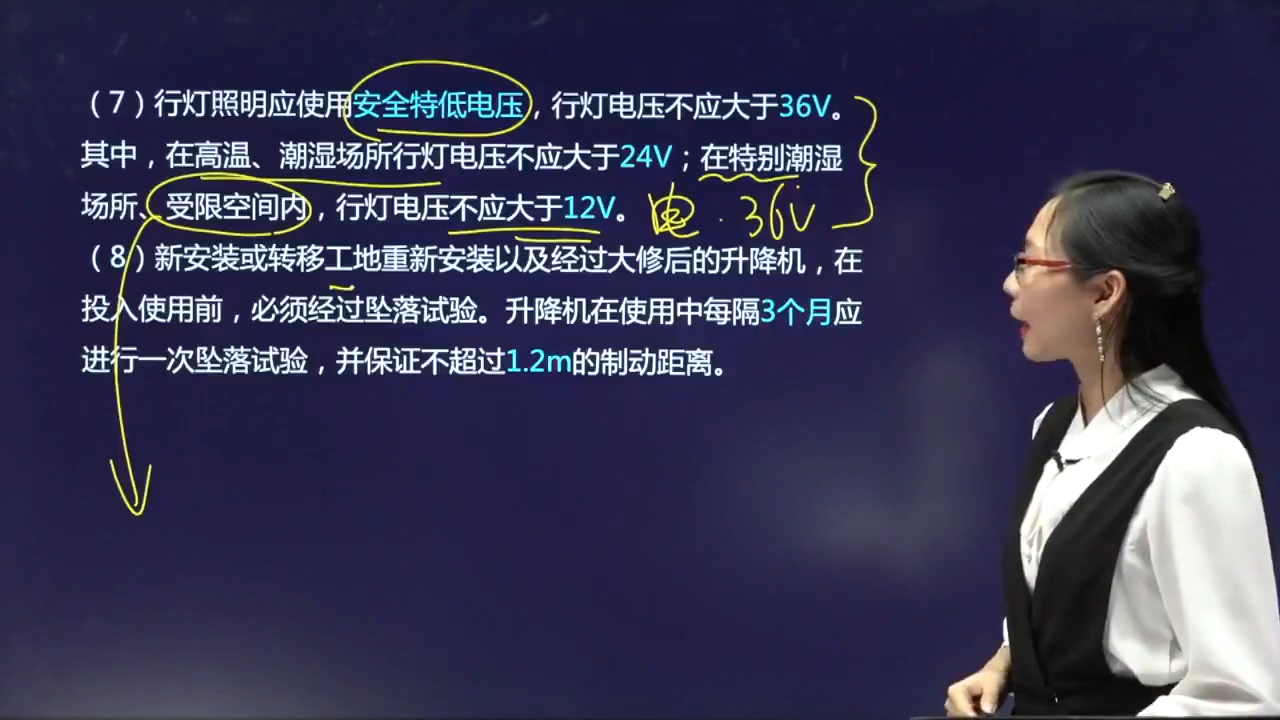 （7）行灯照明应使用安全特低电压，行灯电压不应大于36V。
其中，在高温、潮湿场所行灯电压不应大于24V；在特别潮湿
场所、受限空间内，行灯电压不应大于12V。 电 . 36V
（8）新安装或转移工地重新安装以及经过大修后的升降机，在
投入使用前，必须经过坠落试验。升降机在使用中每隔3个月应
进行一次坠落试验，并保证不超过1.2m的制动距离。